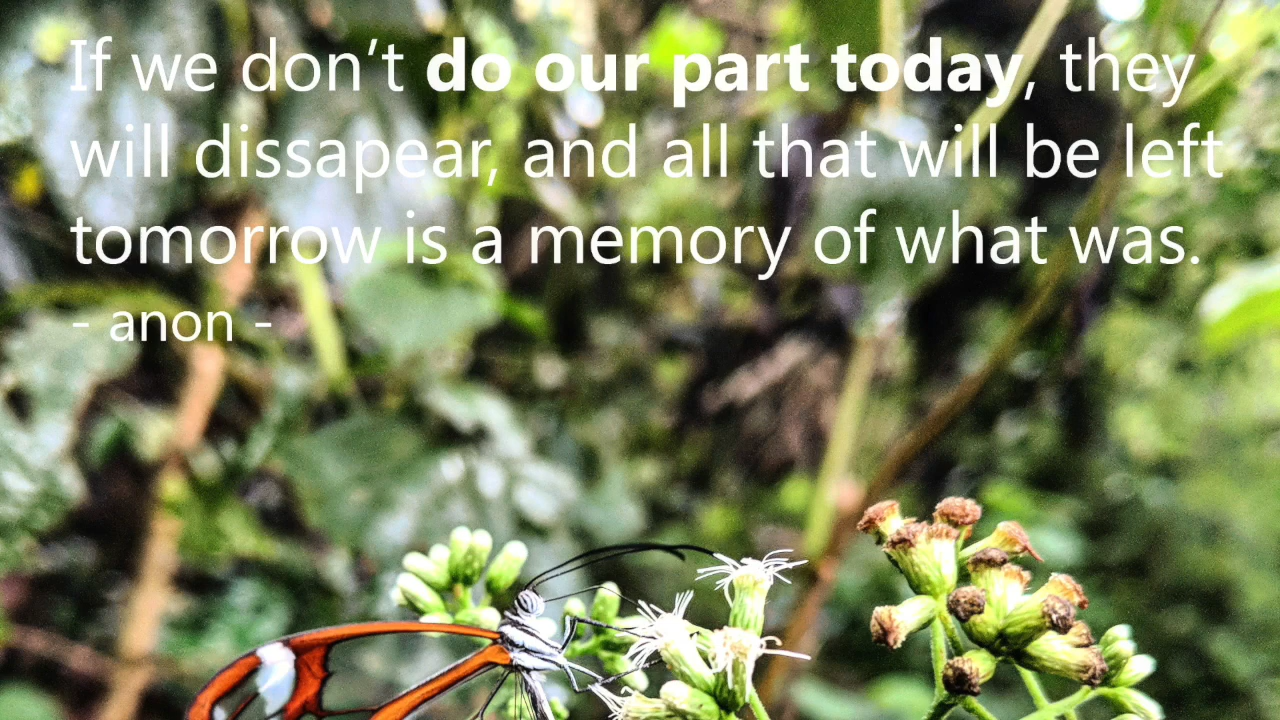 If we don’t do our part today, they
will dissapear, and all that will be left
tomorrow is a memory of what was.
- anon -